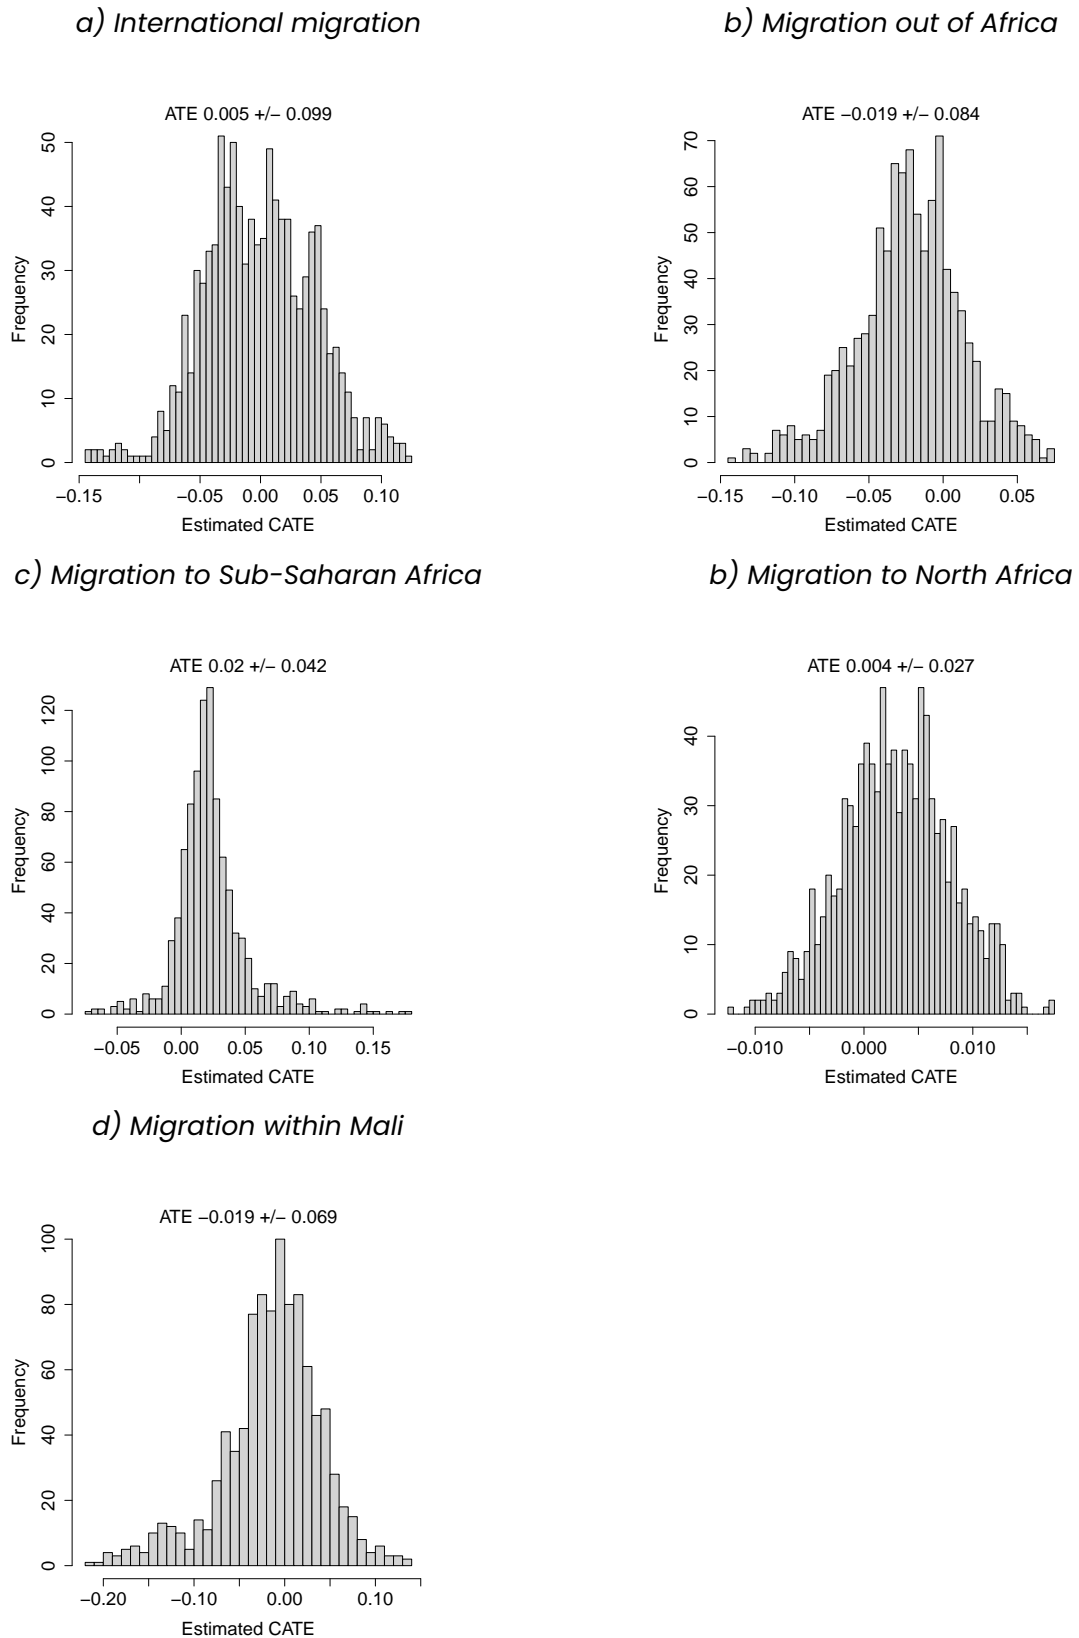 a) International migration
ATE 0.005 +/− 0.099
Frequency
0 10 20 30 40 50
−0.15 −0.05 0.00 0.05 0.10
Estimated CATE
b) Migration out of Africa
ATE −0.019 +/− 0.084
Frequency
0 10 20 30 40 50 60 70
−0.15 −0.10 −0.05 0.00 0.05
Estimated CATE
c) Migration to Sub-Saharan Africa
ATE 0.02 +/− 0.042
Frequency
0 20 40 60 80 100 120
−0.05 0.00 0.05 0.10 0.15
Estimated CATE
b) Migration to North Africa
ATE 0.004 +/− 0.027
Frequency
0 10 20 30 40
−0.010 0.000 0.010
Estimated CATE
d) Migration within Mali
ATE −0.019 +/− 0.069
Frequency
0 20 40 60 80 100
−0.20 −0.10 0.00 0.10
Estimated CATE